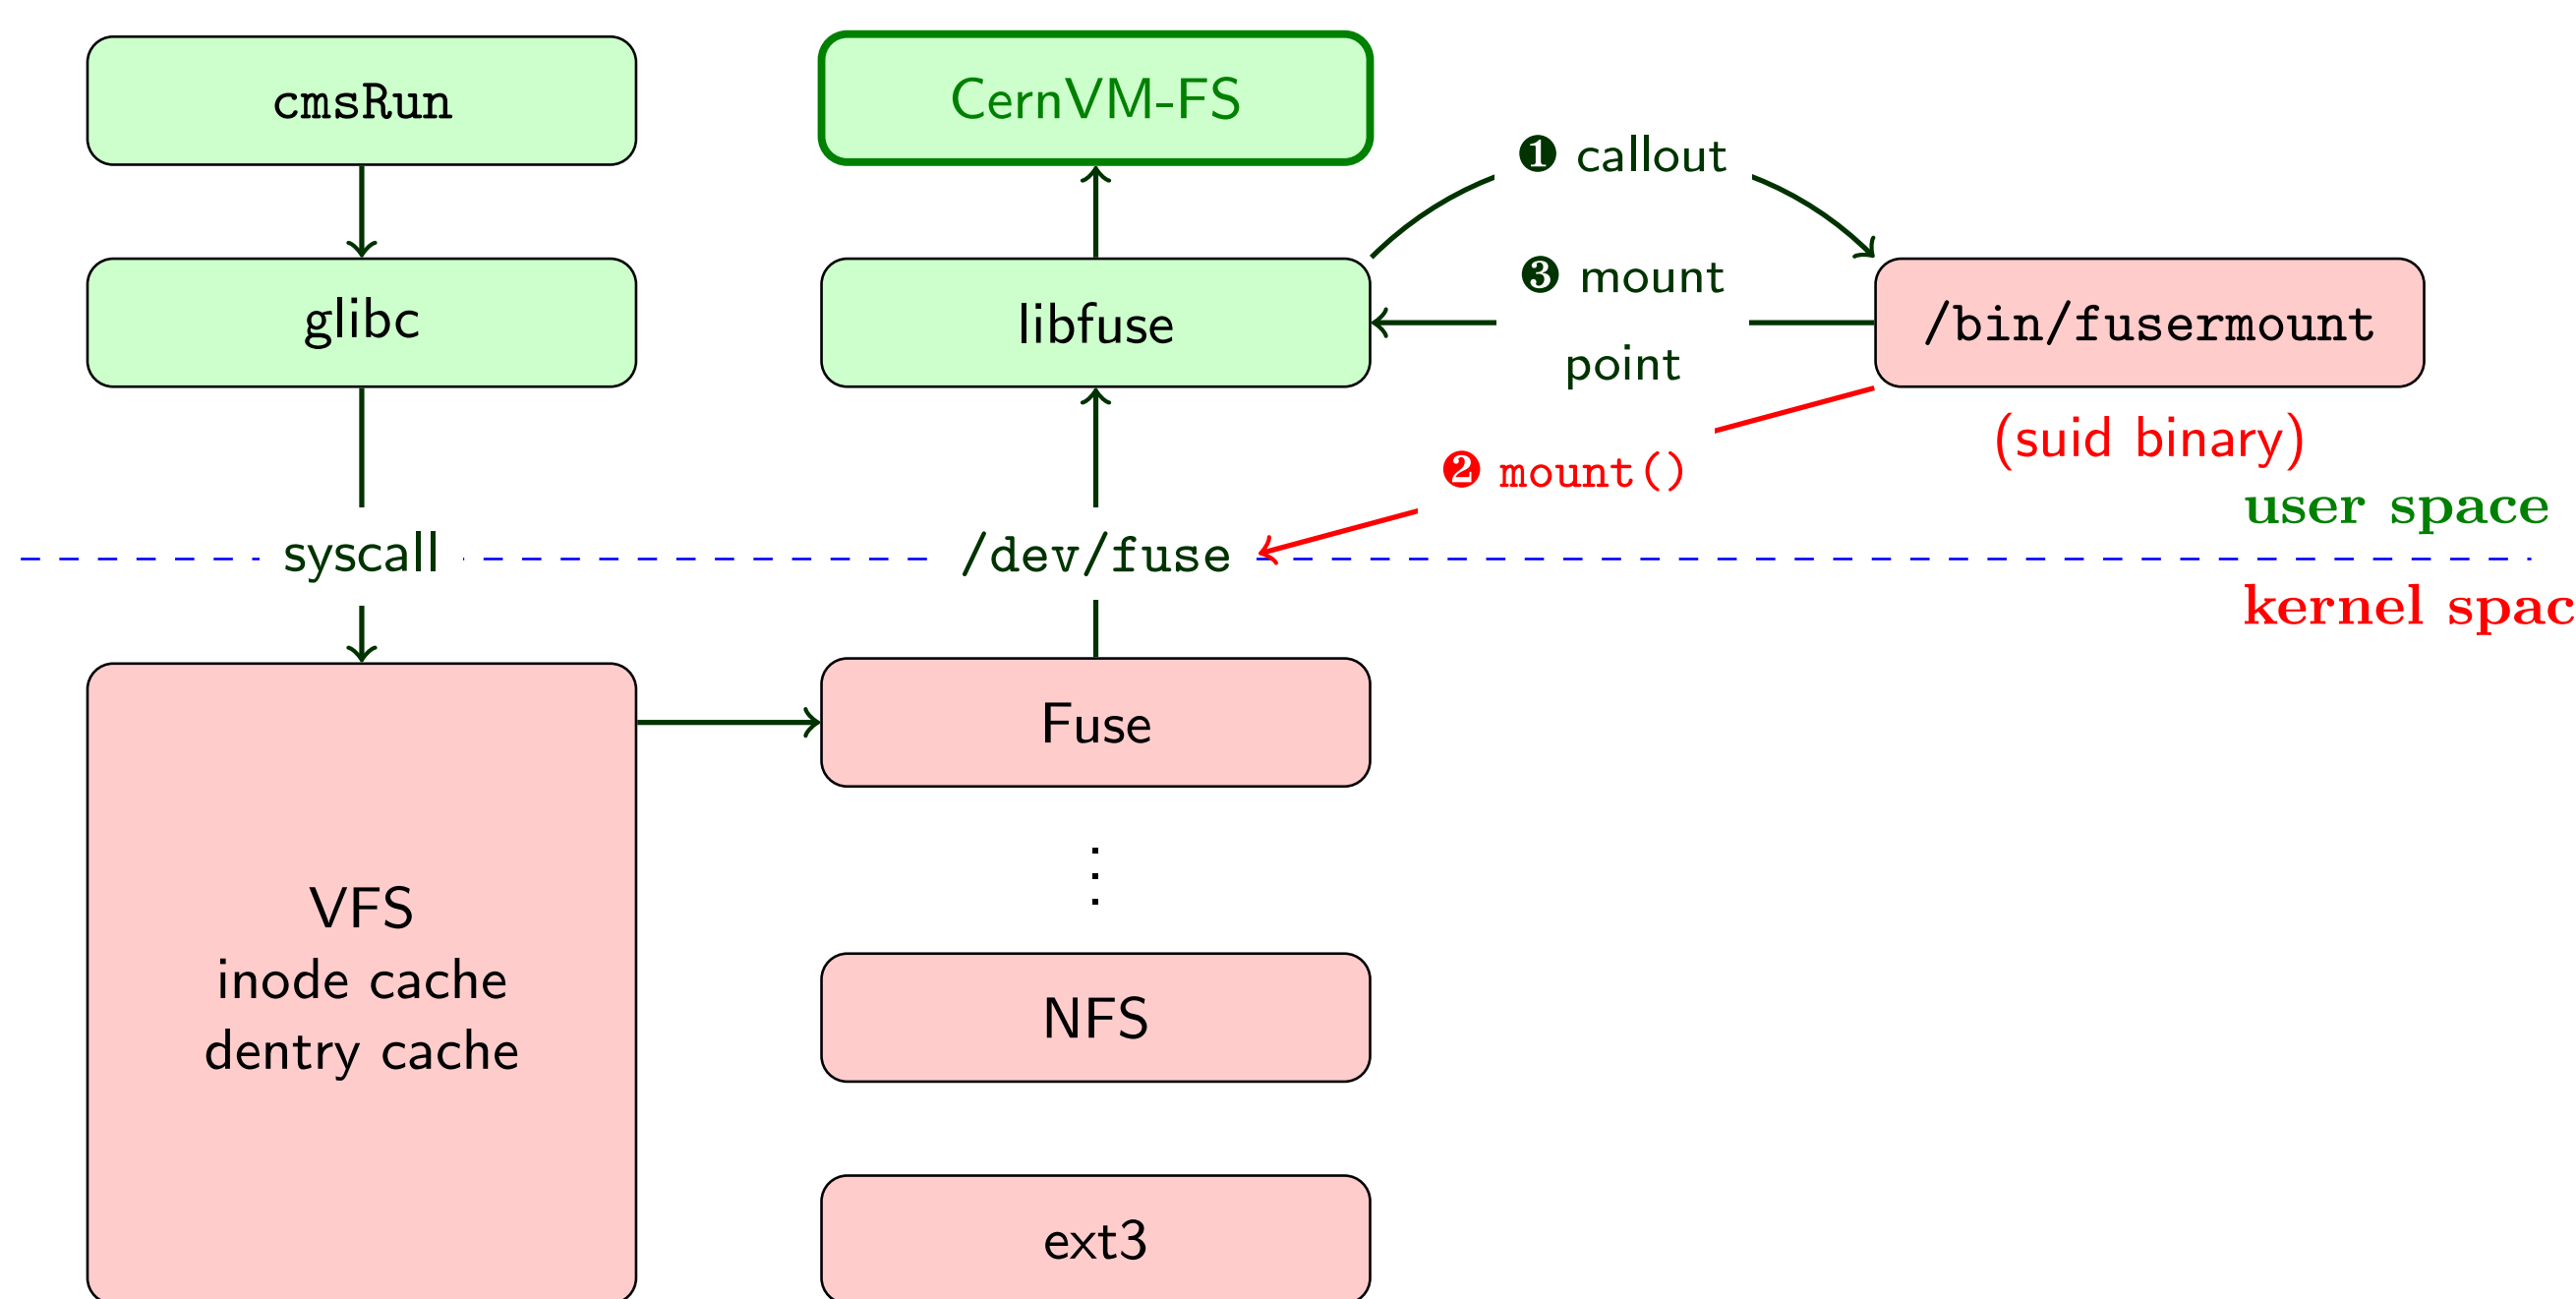 cmsRun
CernVM-FS
❶ callout
glibc
libfuse
❸ mount
point
/bin/fusermount
(suid binary)
❷ mount()
user space
syscall
/dev/fuse
kernel spac
Fuse
⋮
VFS
inode cache
dentry cache
NFS
ext3